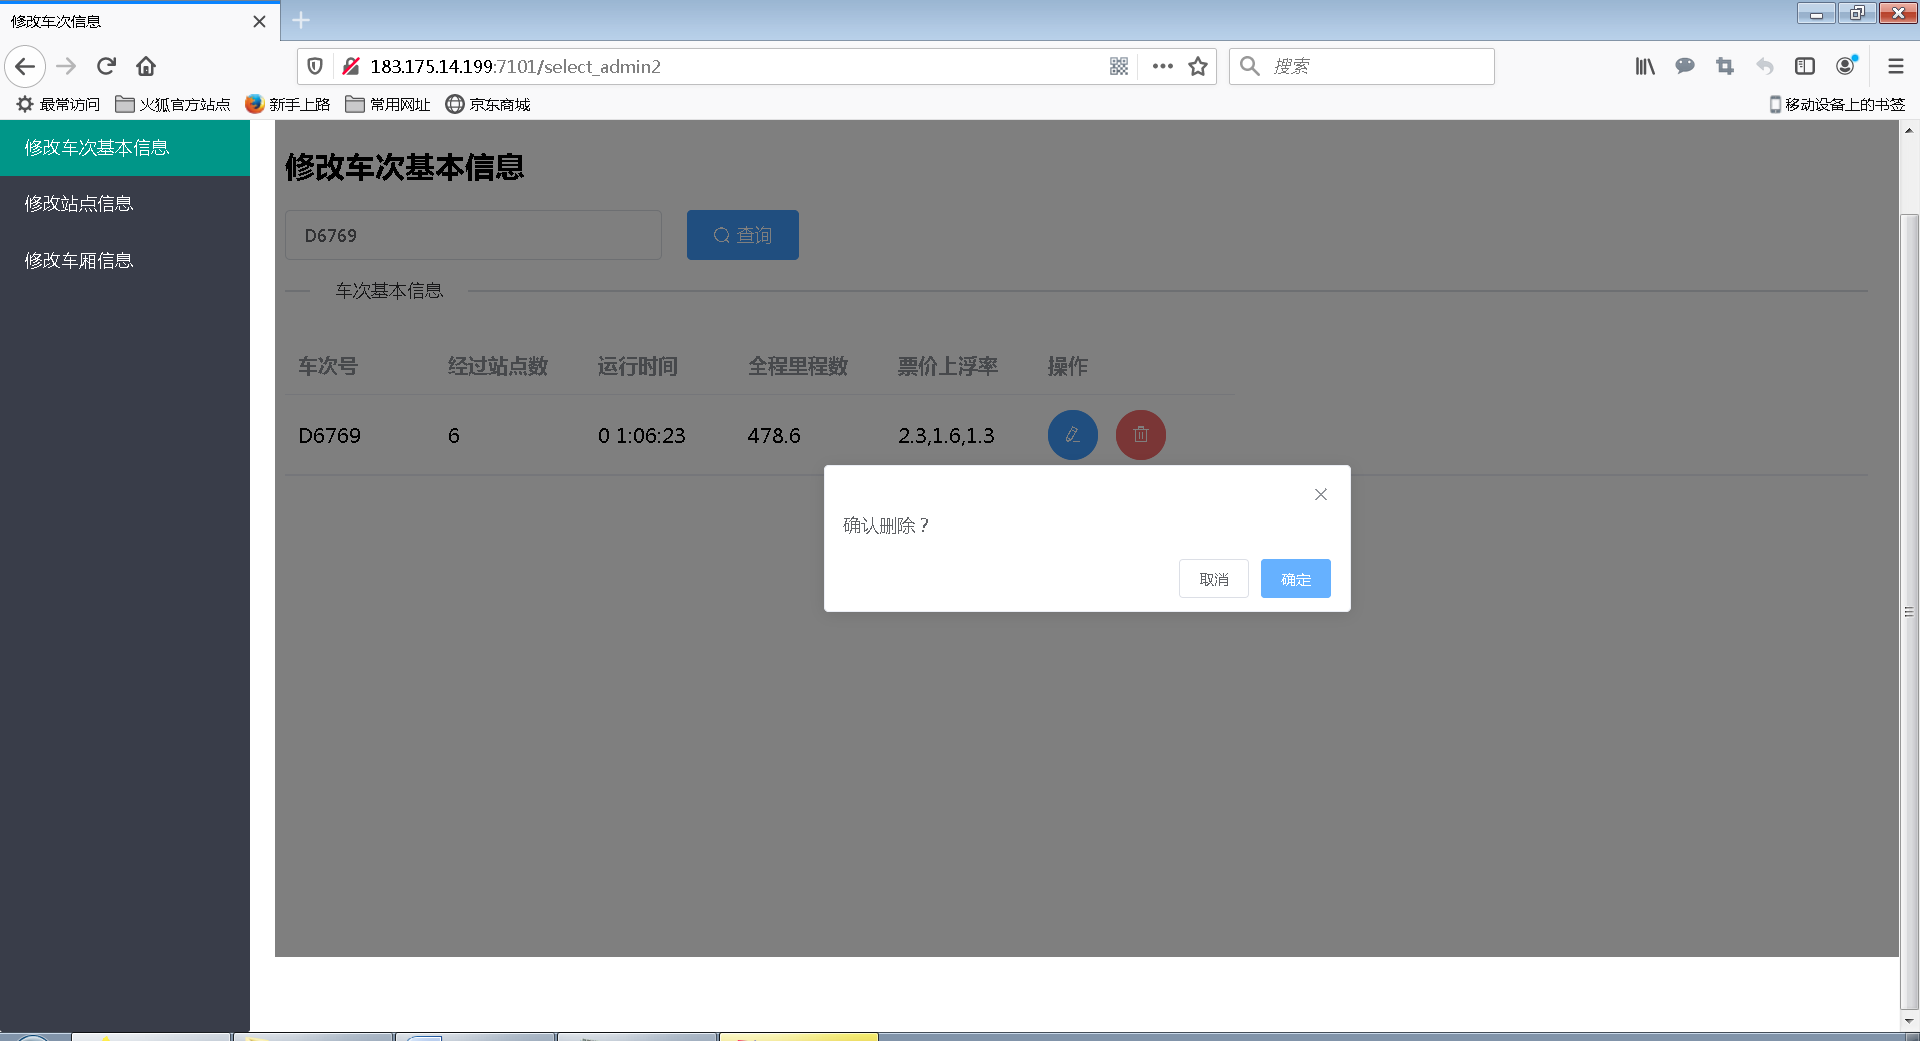 修改车次信息
183.175.14.199:7101/select_admin2
搜索
最常访问
火狐官方站点
新手上路
常用网址
京东商城
移动设备上的书签
修改车次基本信息
修改站点信息
修改车厢信息
修改车次基本信息
D6769
查询
车次基本信息
车次号 经过站点数 运行时间 全程里程数 票价上浮率 操作
D6769 6 0 1:06:23 478.6 2.3,1.6,1.3
确认删除？
取消
确定